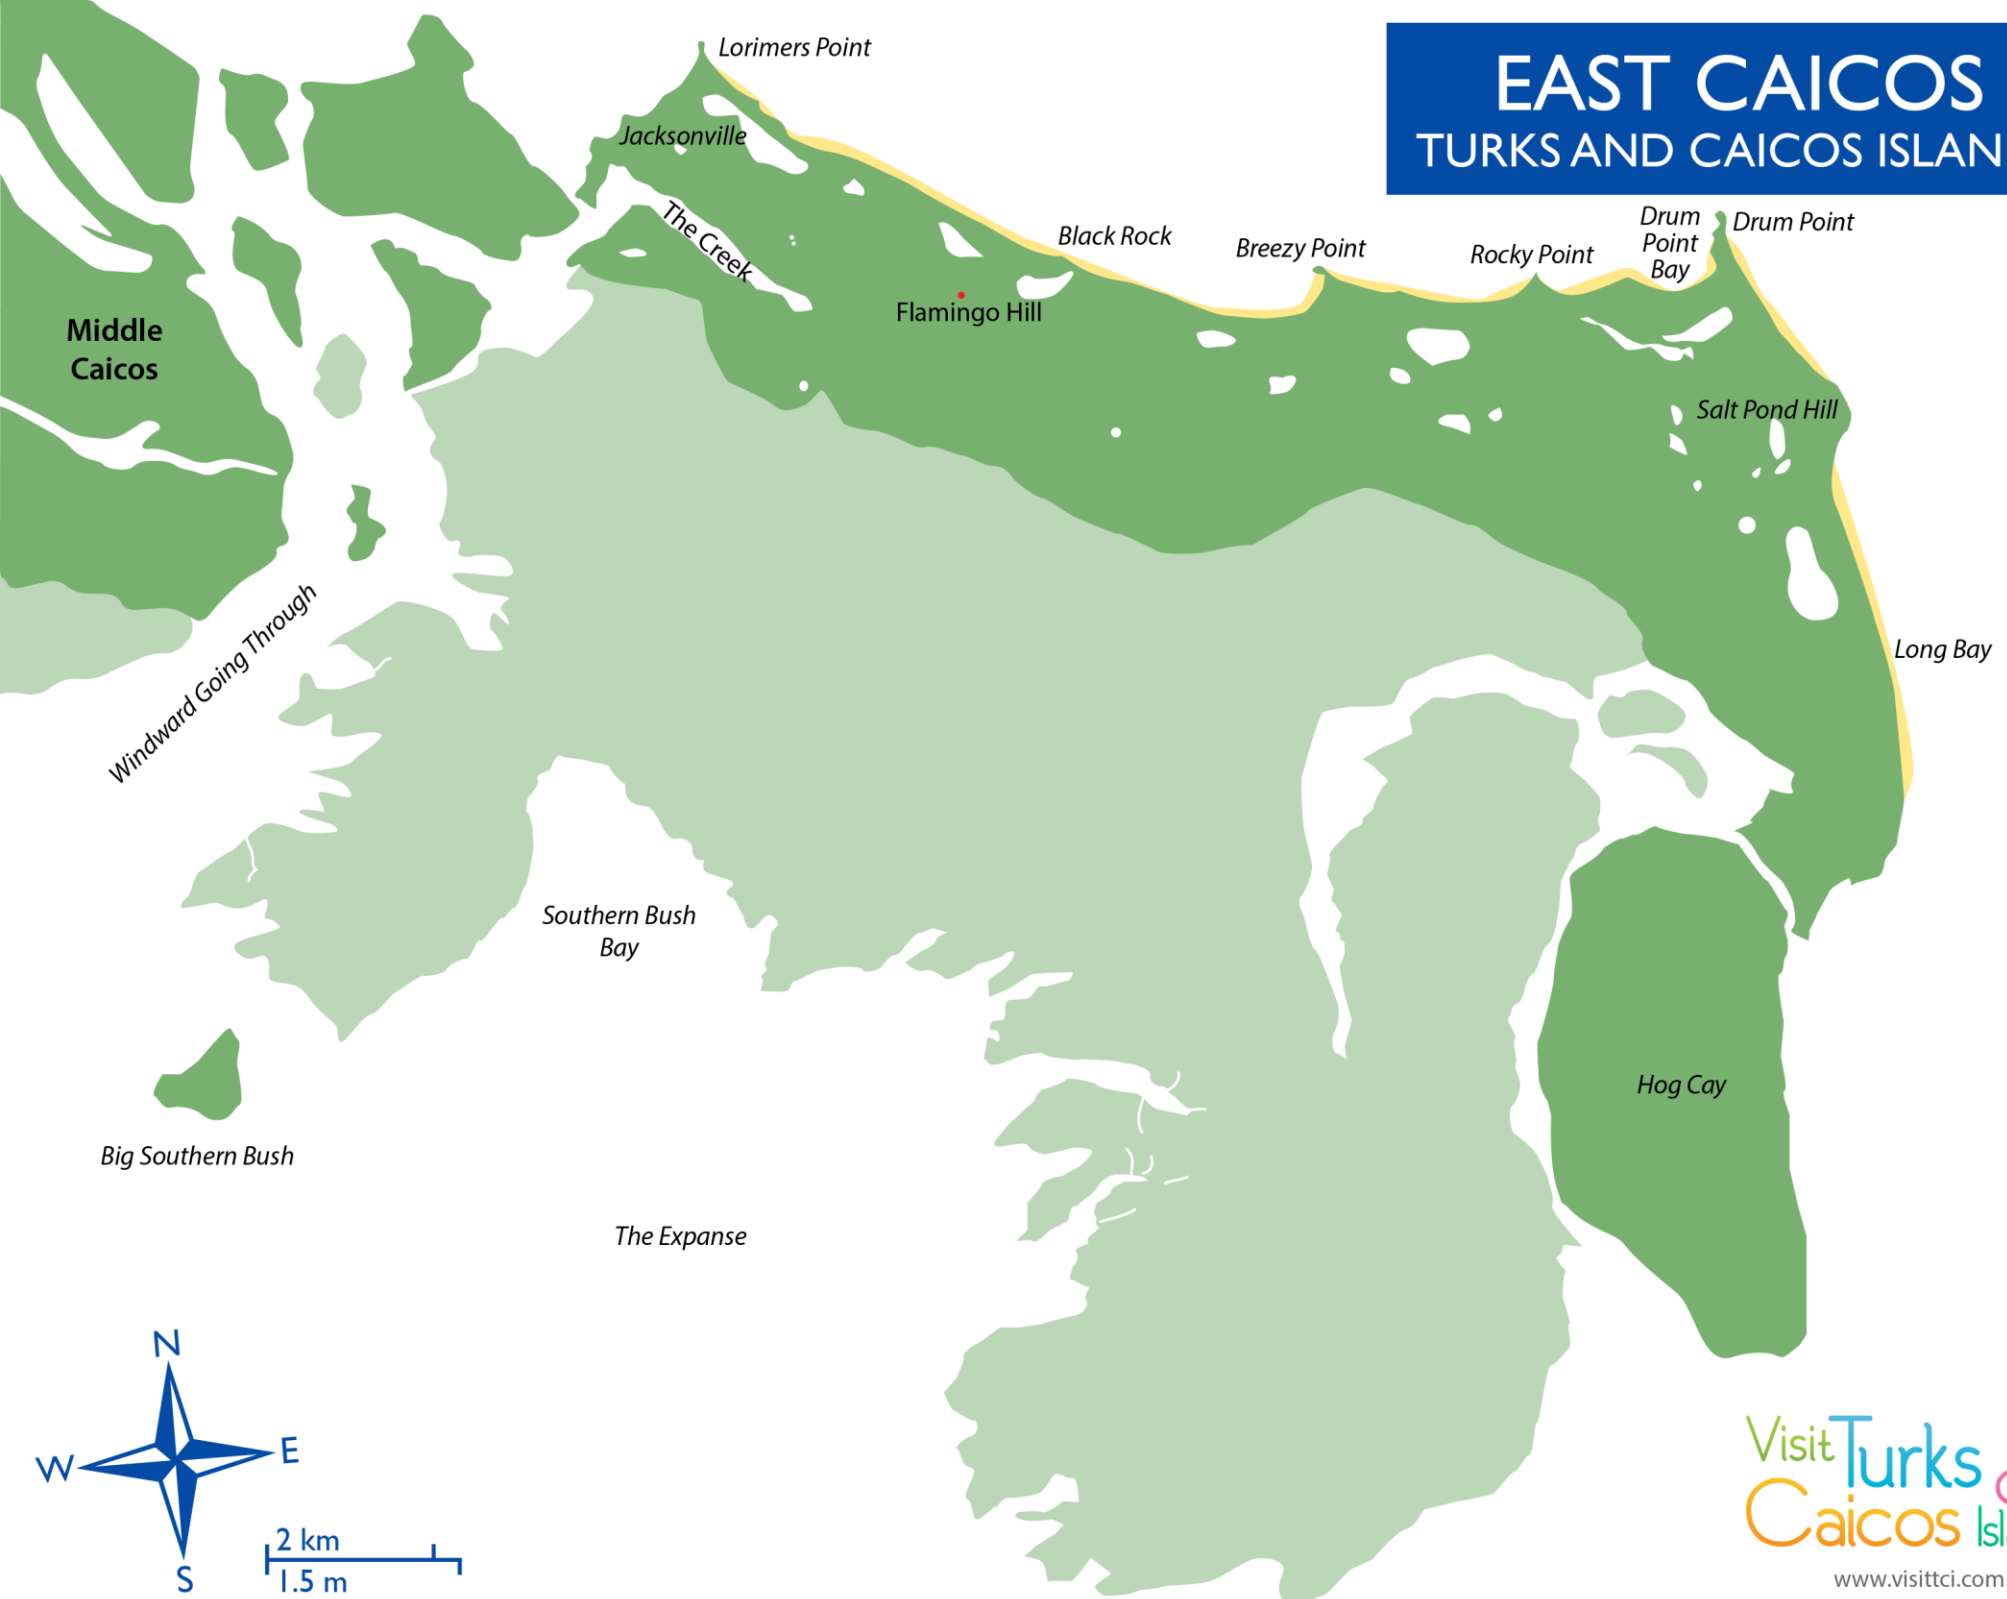 EAST CAICOS
TURKS AND CAICOS ISLAN
Lorimers Point
Jacksonville
The Creek
Black Rock
Flamingo Hill
Breezy Point
Rocky Point
Drum
Point
Bay
Drum Point
Middle
Caicos
Salt Pond Hill
Long Bay
Windward Going Through
Southern Bush
Bay
Hog Cay
Big Southern Bush
The Expanse
N
W
E
S
2 km
1.5 m
Visit Turks
Caicos Isl
www.visittci.com